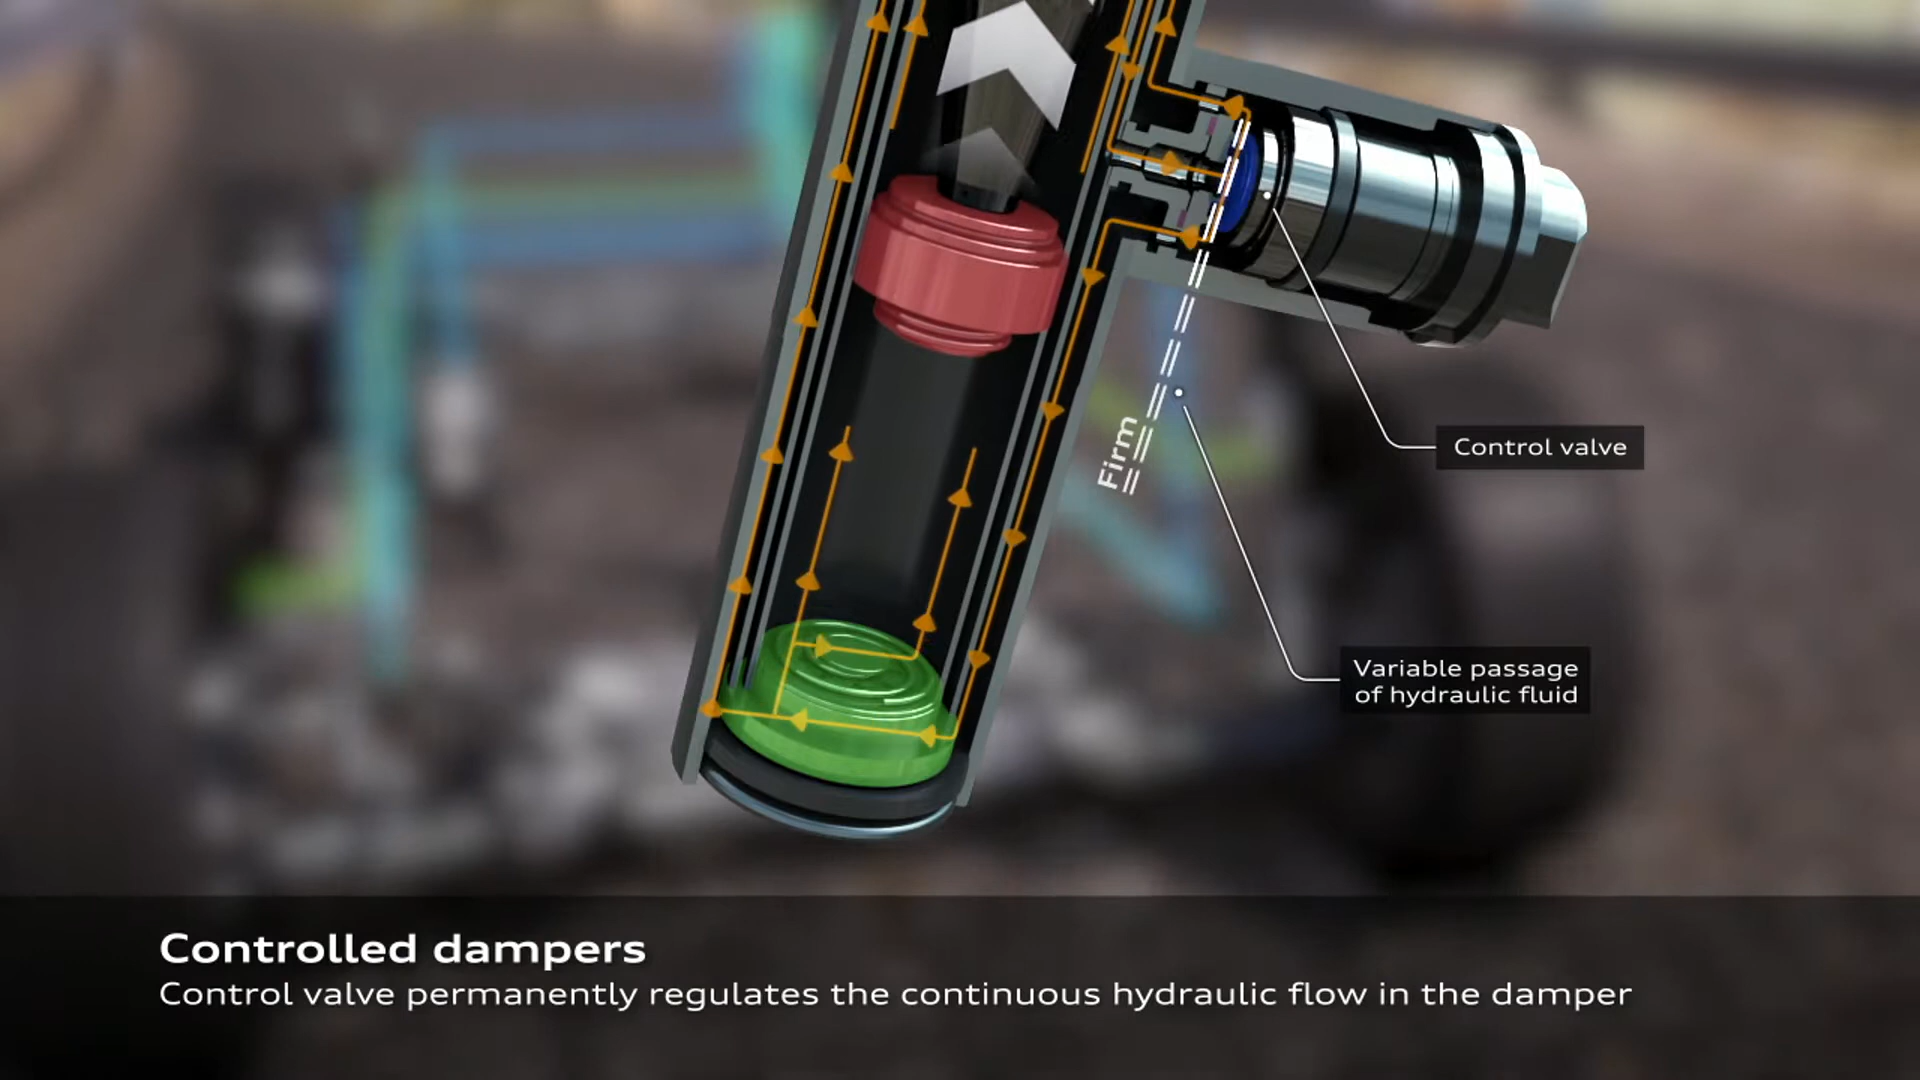 Firm
Control valve
Variable passage
of hydraulic fluid
Controlled dampers
Control valve permanently regulates the continuous hydraulic flow in the damper